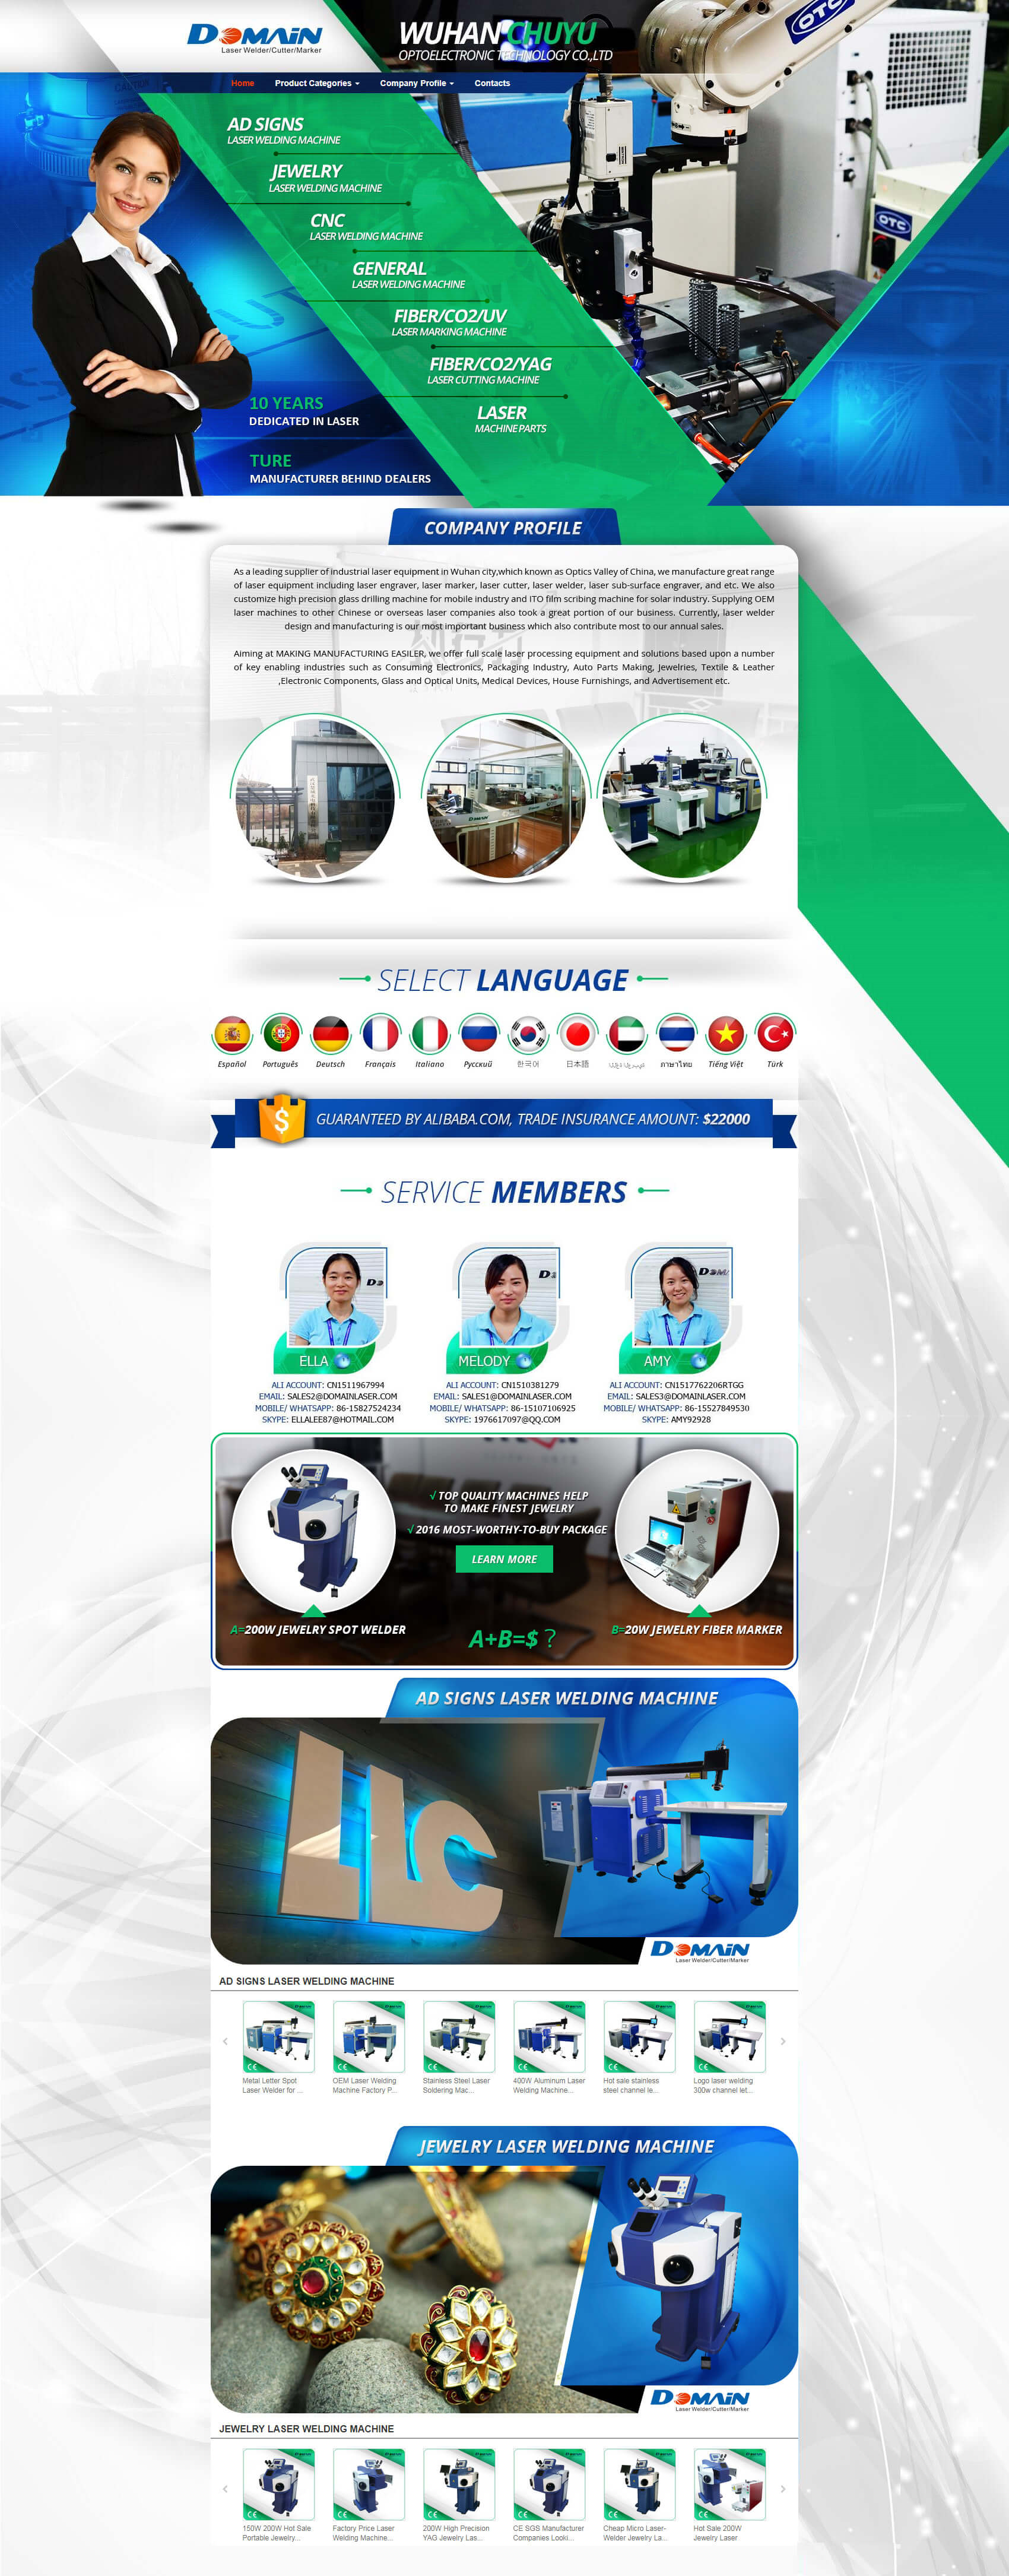 DOMAIN
Laser Welder/Cutter/Marker
WUHAN CHUYU
OPTOELECTRONIC TECHNOLOGY CO.,LTD
OTC
Home
Product Categories
Company Profile
Contacts
AD SIGNS
LASER WELDING MACHINE
JEWELRY
LASER WELDING MACHINE
CNC
LASER WELDING MACHINE
OTC
GENERAL
LASER WELDING MACHINE
FIBER/CO2/UV
LASER MARKING MACHINE
FIBER/CO2/YAG
LASER CUTTING MACHINE
10 YEARS
DEDICATED IN LASER
LASER
MACHINE PARTS
TURE
MANUFACTURER BEHIND DEALERS
COMPANY PROFILE
As a leading supplier of industrial laser equipment in Wuhan city,which known as Optics Valley of China, we manufacture great range
of laser equipment including laser engraver, laser marker, laser cutter, laser welder, laser sub-surface engraver, and etc. We also
customize high precision glass drilling machine for mobile industry and ITO film scribing machine for solar industry. Supplying OEM
laser machines to other Chinese or overseas laser companies also took a great portion of our business. Currently, laser welder
design and manufacturing is our most important business which also contribute most to our annual sales.
Aiming at MAKING MANUFACTURING EASILER, we offer full scale laser processing equipment and solutions based upon a number
of key enabling industries such as Consuming Electronics, Packaging Industry, Auto Parts Making, Jewelries, Textile & Leather
,Electronic Components, Glass and Optical Units, Medical Devices, House Furnishings, and Advertisement etc.
DOMAIN
SELECT LANGUAGE
Español
Português
Deutsch
Français
Italiano
Русский
한국어
日本語
ภาษาไทย
Tiếng Việt
Türk
GUARANTEED BY ALIBABA.COM, TRADE INSURANCE AMOUNT: $22000
SERVICE MEMBERS
ELLA
MELODY
AMY
ALI ACCOUNT: CN1511967994
EMAIL: SALES2@DOMAINLASER.COM
MOBILE/ WHATSAPP: 86-15827524234
SKYPE: ELLALEE87@HOTMAIL.COM
ALI ACCOUNT: CN1510381279
EMAIL: SALES1@DOMAINLASER.COM
MOBILE/ WHATSAPP: 86-15107106925
SKYPE: 1976617097@QQ.COM
ALI ACCOUNT: CN1517762206RTGG
EMAIL: SALES3@DOMAINLASER.COM
MOBILE/ WHATSAPP: 86-15527849530
SKYPE: AMY92928
√ TOP QUALITY MACHINES HELP
TO MAKE FINEST JEWELRY
√ 2016 MOST-WORTHY-TO-BUY PACKAGE
LEARN MORE
A=200W JEWELRY SPOT WELDER
A+B=$ ?
B=20W JEWELRY FIBER MARKER
AD SIGNS LASER WELDING MACHINE
LLC
DOMAIN
Laser Welder/Cutter/Marker
AD SIGNS LASER WELDING MACHINE
Metal Letter Spot
Laser Welder for ...
OEM Laser Welding
Machine Factory P...
Stainless Steel Laser
Soldering Mac...
400W Aluminum Laser
Welding Machine...
Hot sale stainless
steel channel le...
Logo laser welding
300w channel let...
JEWELRY LASER WELDING MACHINE
DOMAIN
Laser Welder/Cutter/Marker
JEWELRY LASER WELDING MACHINE
150W 200W Hot Sale
Portable Jewelry...
Factory Price Laser
Welding Machine...
200W High Precision
YAG Jewelry Las...
CE SGS Manufacturer
Companies Looki...
Cheap Micro Laser-
Welder Jewelry La...
Hot Sale 200W
Jewelry Laser